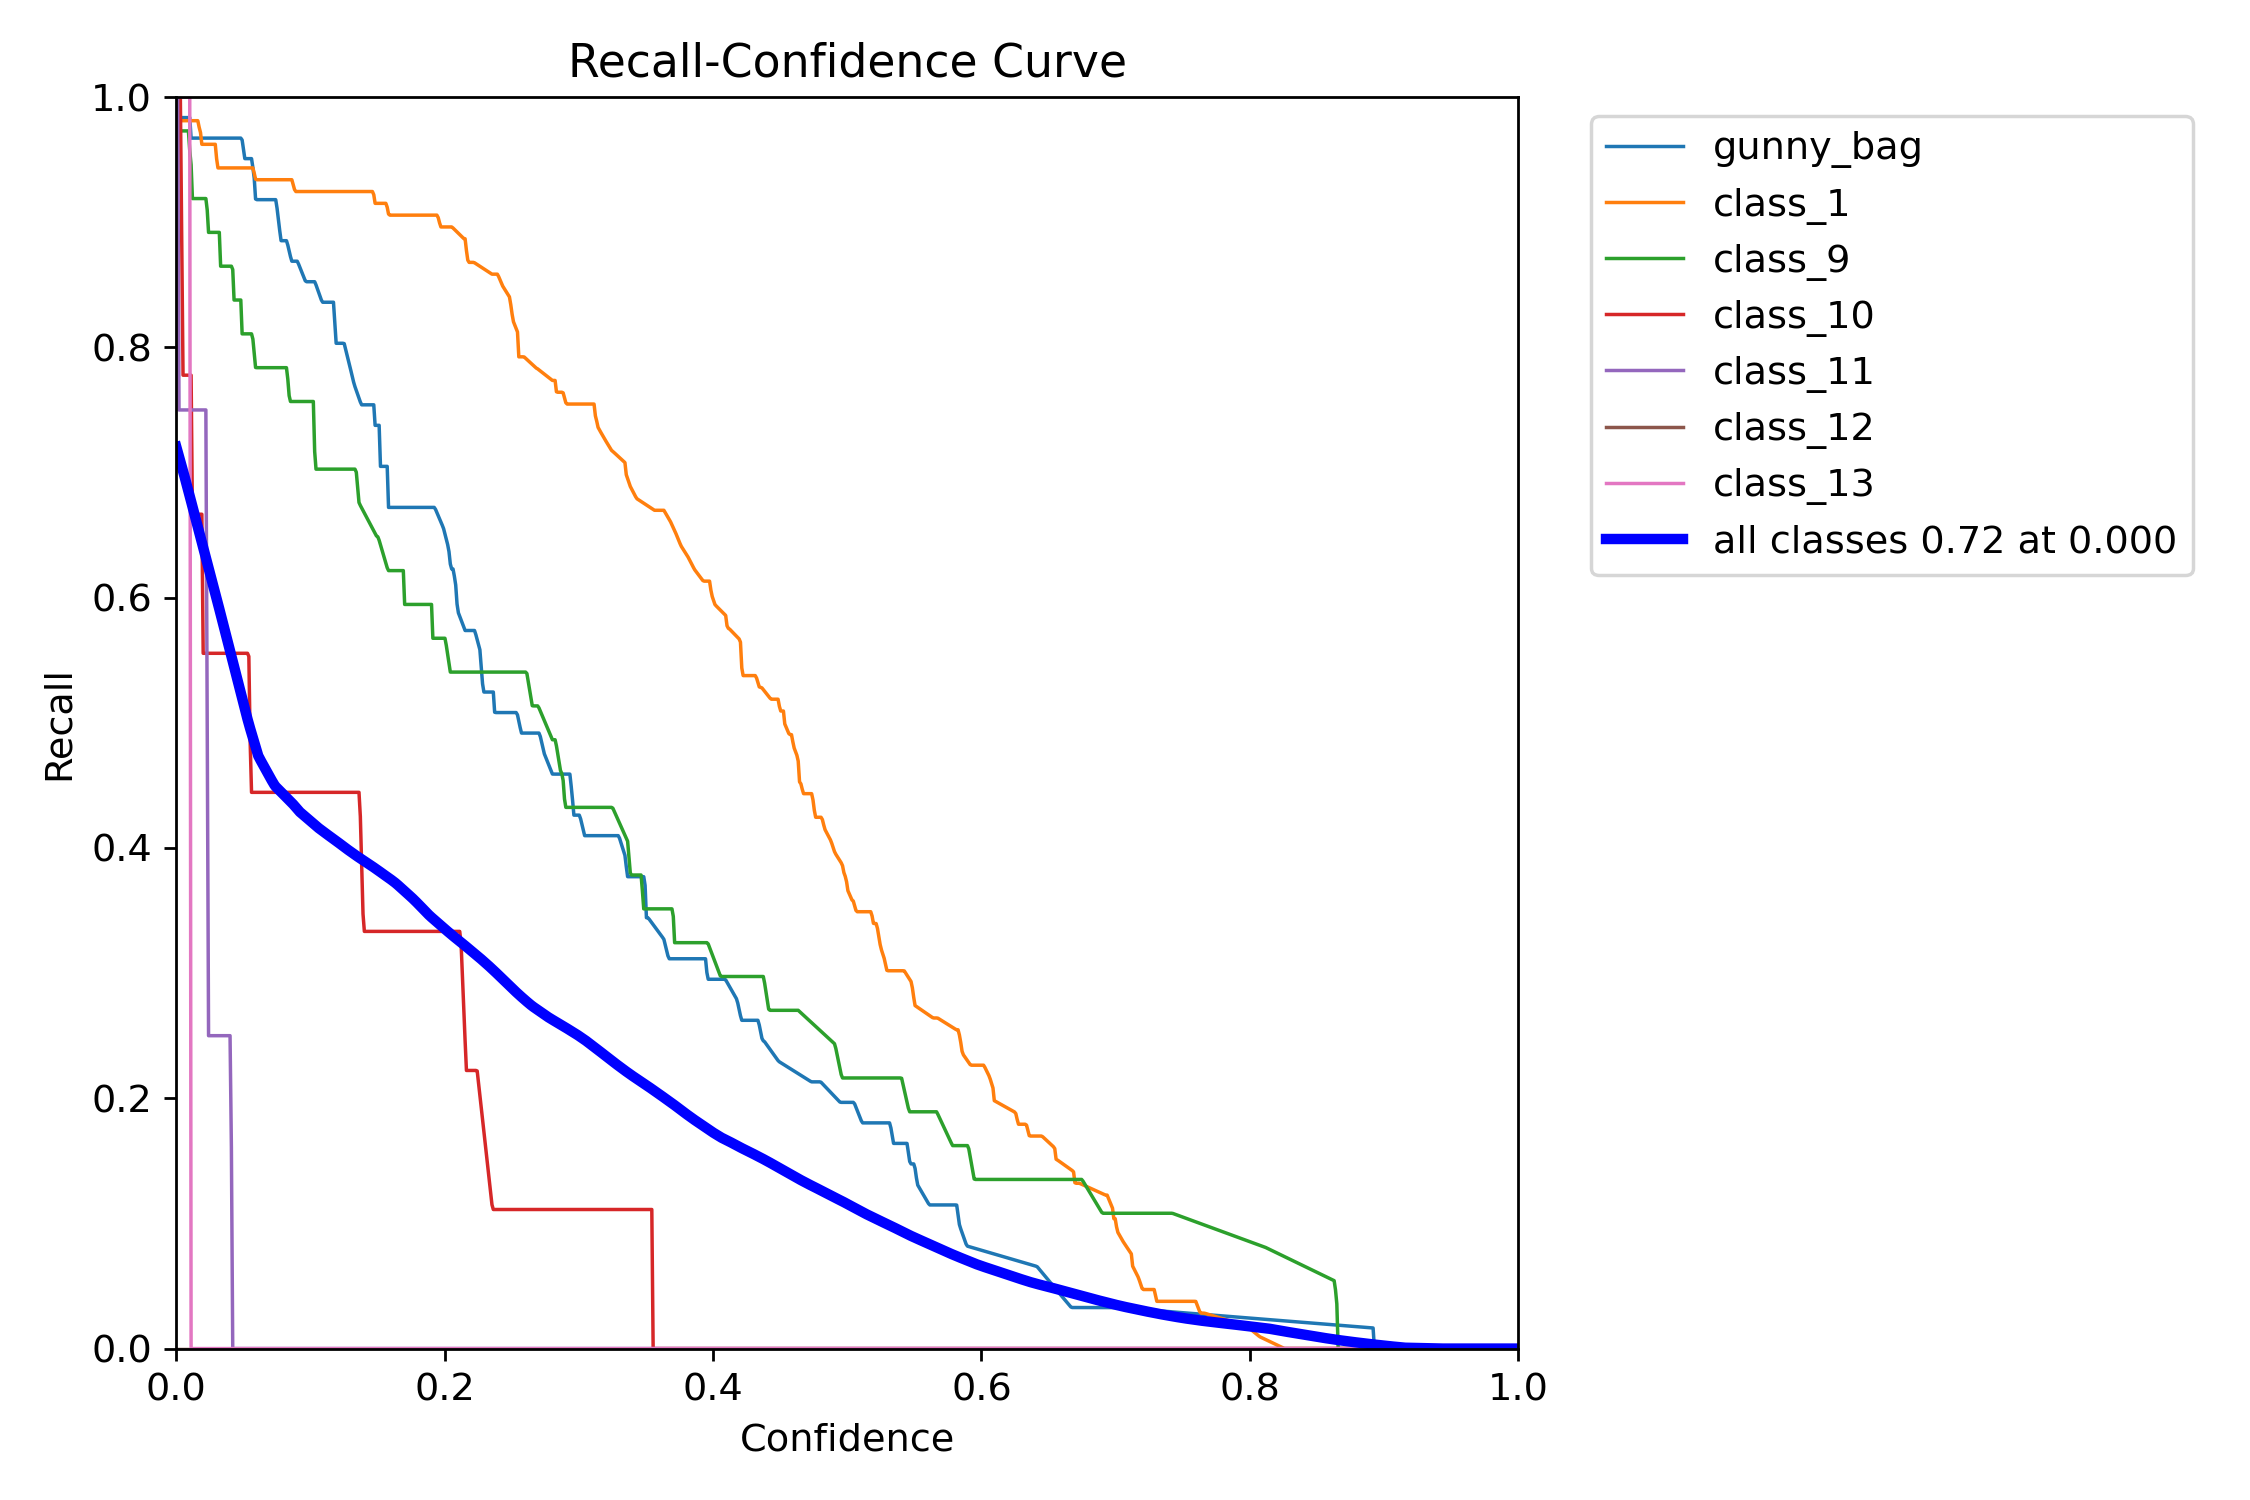 Recall-Confidence Curve
1.0
0.8
0.6
0.4
0.2
0.0
Recall
0.0 0.2 0.4 0.6 0.8 1.0
Confidence
gunny_bag
class_1
class_9
class_10
class_11
class_12
class_13
all classes 0.72 at 0.000